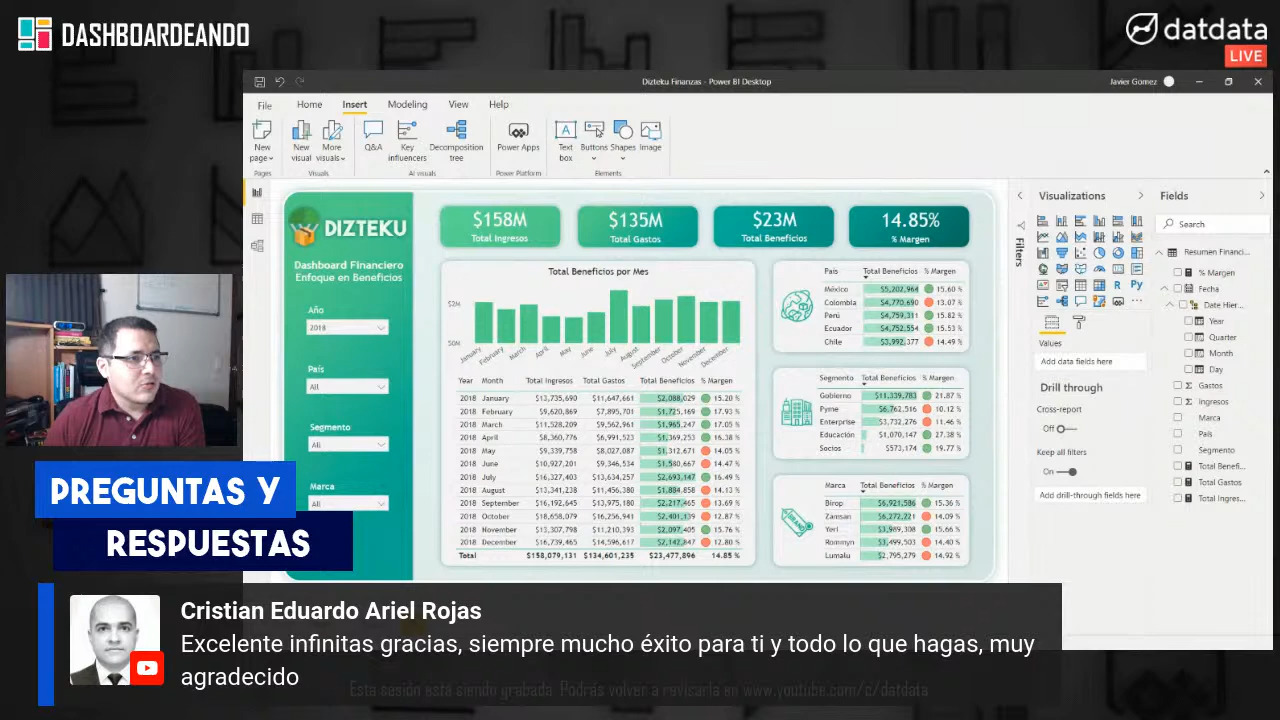 DASHBOARDEANDO
datdata
LIVE
Dizteku Finanzas - Power BI Desktop
Javier Gomez
File Home Insert Modeling View Help
New page
New visual
More visuals
Q&A
Key influencers
Decomposition tree
Power Apps
Text box
Buttons
Shapes
Image
Pages Visuals AI visuals Power Platform Elements
DIZTEKU
Dashboard Financiero
Enfoque en Beneficios
Año
2018
País
All
Segmento
All
Marca
All
$158M
Total Ingresos
$135M
Total Gastos
$23M
Total Beneficios
14.85%
% Margen
Total Beneficios por Mes
$2M
$0M
January February March April May June July August September October November December
Year Month Total Ingresos Total Gastos Total Beneficios % Margen
2018 January $13,735,690 $11,647,661 $2,088,029 15.20 %
2018 February $9,620,869 $7,895,701 $1,725,169 17.93 %
2018 March $11,528,209 $9,562,961 $1,965,247 17.05 %
2018 April $8,360,776 $6,991,523 $1,369,253 16.38 %
2018 May $9,339,758 $8,027,087 $1,312,671 14.05 %
2018 June $10,927,201 $9,346,534 $1,580,667 14.47 %
2018 July $16,327,403 $13,634,257 $2,693,147 16.49 %
2018 August $13,341,238 $11,456,380 $1,884,858 14.13 %
2018 September $16,192,645 $13,975,180 $2,217,465 13.69 %
2018 October $18,658,079 $16,256,941 $2,401,139 12.87 %
2018 November $13,307,798 $11,210,393 $2,097,405 15.76 %
2018 December $16,739,465 $14,596,617 $2,142,847 12.80 %
Total $158,079,131 $134,601,235 $23,477,896 14.85 %
País Total Beneficios % Margen
México $5,202,964 15.60 %
Colombia $4,770,690 13.07 %
Perú $4,759,311 15.82 %
Ecuador $4,752,554 15.53 %
Chile $3,992,377 14.49 %
Segmento Total Beneficios % Margen
Gobierno $11,339,783 21.87 %
Pyme $6,762,516 10.12 %
Enterprise $3,732,276 11.46 %
Educación $1,070,147 27.38 %
Socios $573,174 19.77 %
BRAND
Marca Total Beneficios % Margen
Birop $6,921,586 15.36 %
Zamsan $6,272,221 14.09 %
Yeri $3,989,308 15.66 %
Rommyn $3,499,503 14.40 %
Lumalu $2,795,279 14.92 %
Filters
Visualizations
R Py
Values
Add data fields here
Drill through
Cross-report
Off
Keep all filters
On
Add drill-through fields here
Fields
Search
Resumen Financi...
% Margen
Fecha
Date Hier...
Year
Quarter
Month
Day
Gastos
Ingresos
Marca
País
Segmento
Total Benefi...
Total Gastos
Total Ingres...
PREGUNTAS Y
RESPUESTAS
Cristian Eduardo Ariel Rojas
Excelente infinitas gracias, siempre mucho éxito para ti y todo lo que hagas, muy
agradecido
Esta sesión está siendo grabada. Podrás volver a revisarla en www.youtube.com/c/datdata